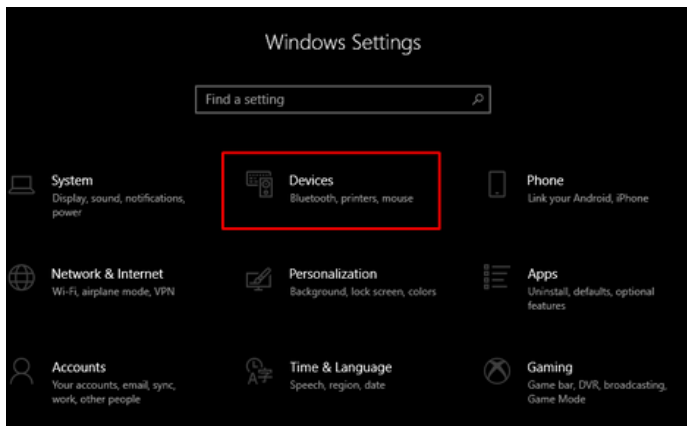 Windows Settings
Find a setting
System
Display, sound, notifications,
power
Devices
Bluetooth, printers, mouse
Phone
Link your Android, iPhone
Network & Internet
Wi-Fi, airplane mode, VPN
Personalization
Background, lock screen, colors
Apps
Uninstall, defaults, optional
features
Accounts
Your accounts, email, sync,
work, other people
Time & Language
Speech, region, date
Gaming
Game bar, DVR, broadcasting,
Game Mode